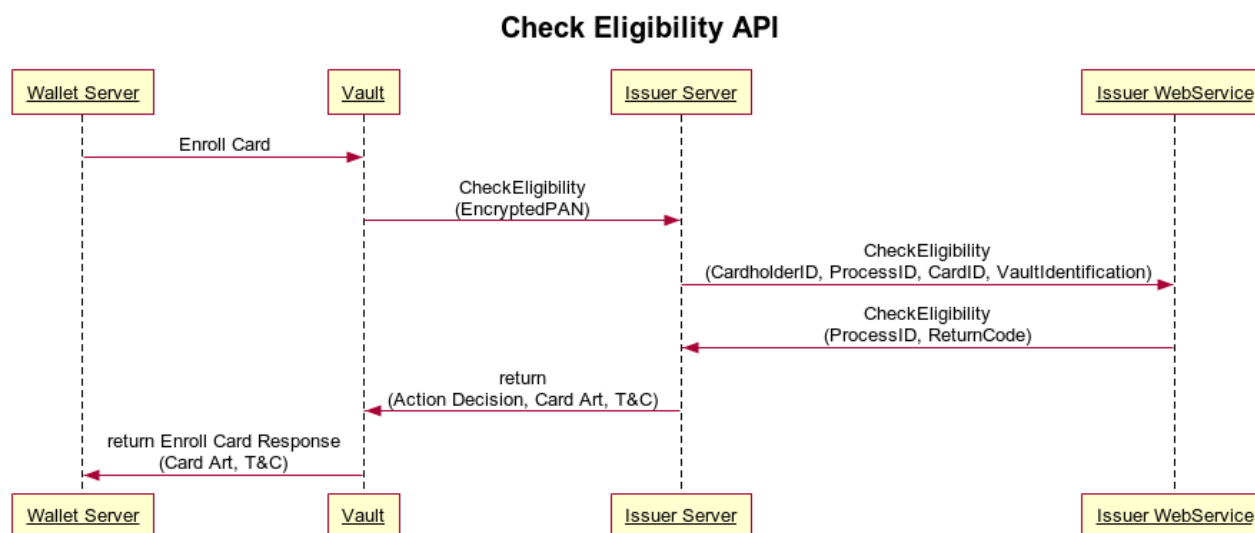 Check Eligibility API
Wallet Server
Vault
Issuer Server
Issuer WebService
Enroll Card
CheckEligibility
(EncryptedPAN)
CheckEligibility
(CardholderID, ProcessID, CardID, VaultIdentification)
CheckEligibility
(ProcessID, ReturnCode)
return
(Action Decision, Card Art, T&C)
return Enroll Card Response
(Card Art, T&C)
Wallet Server
Vault
Issuer Server
Issuer WebService